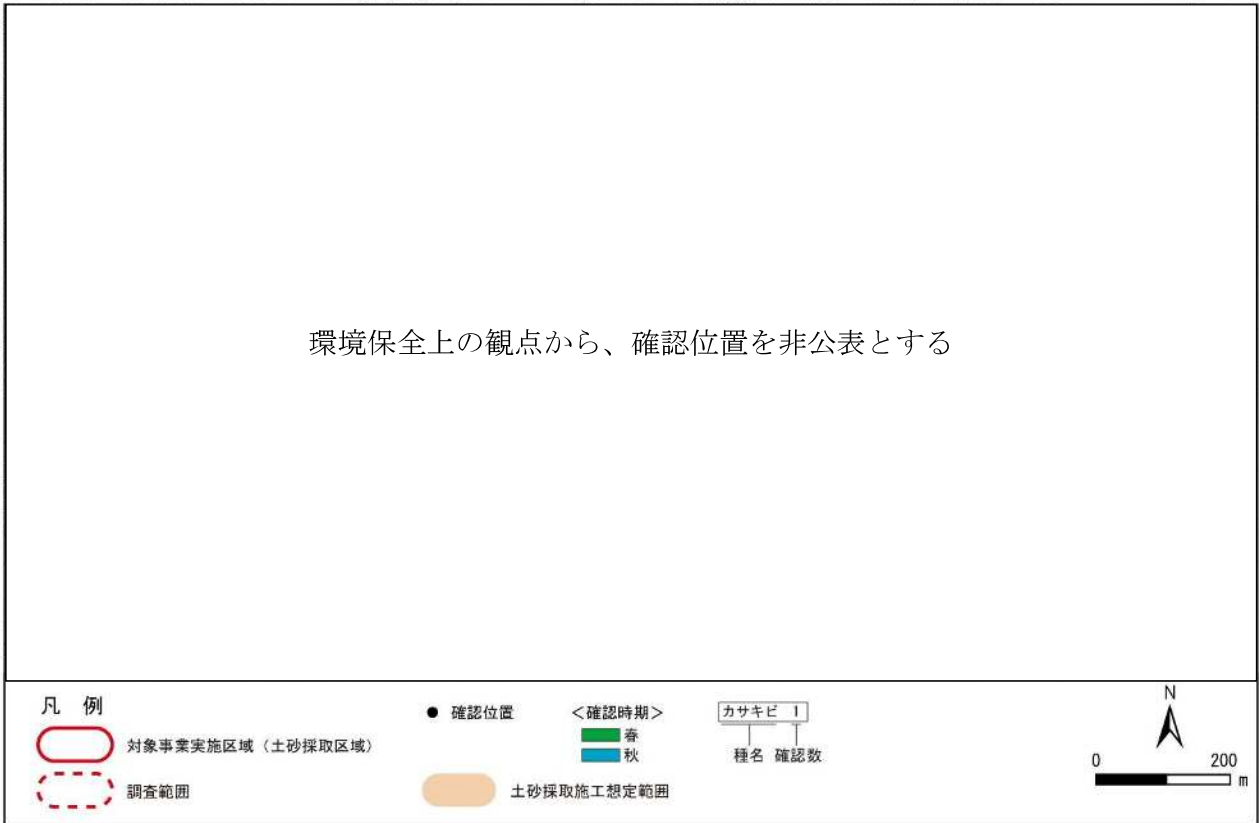 環境保全上の観点から、確認位置を非公表とする
凡 例
対象事業実施区域（土砂採取区域）
調査範囲
● 確認位置
土砂採取施工想定範囲
＜確認時期＞
春
秋
カサキビ 1
種名 確認数
N
0 200
m